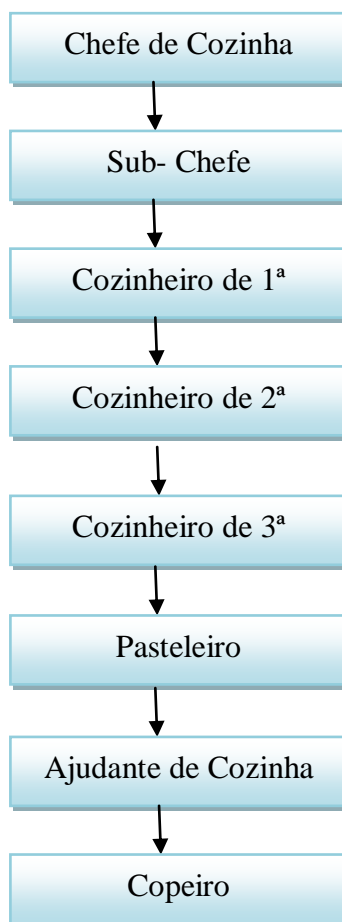 Chefe de Cozinha
Sub- Chefe
Cozinheiro de 1ª
Cozinheiro de 2ª
Cozinheiro de 3ª
Pasteleiro
Ajudante de Cozinha
Copeiro